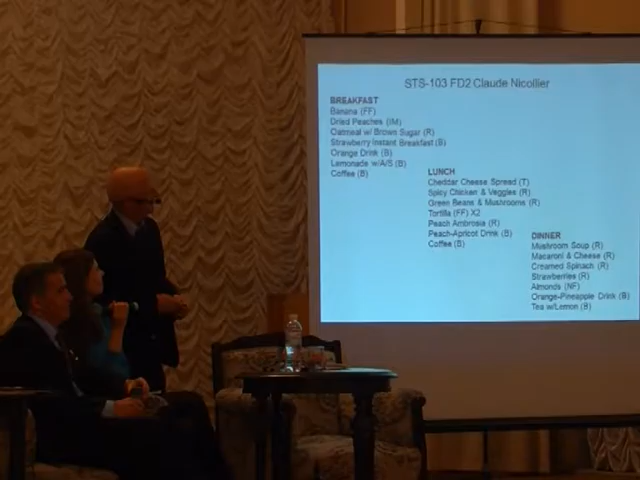 STS-103 FD2 Claude Nicollier
BREAKFAST
Banana (FF)
Dried Peaches (IM)
Oatmeal w/ Brown Sugar (R)
Strawberry Instant Breakfast (B)
Orange Drink (B)
Lemonade w/A/S (B)
Coffee (B)
LUNCH
Cheddar Cheese Spread (T)
Spicy Chicken & Veggies (R)
Green Beans & Mushrooms (R)
Tortilla (FF) X2
Peach Ambrosia (R)
Peach-Apricot Drink (B)
Coffee (B)
DINNER
Mushroom Soup (R)
Macaroni & Cheese (R)
Creamed Spinach (R)
Strawberries (R)
Almonds (NF)
Orange-Pineapple Drink (B)
Tea w/Lemon (B)